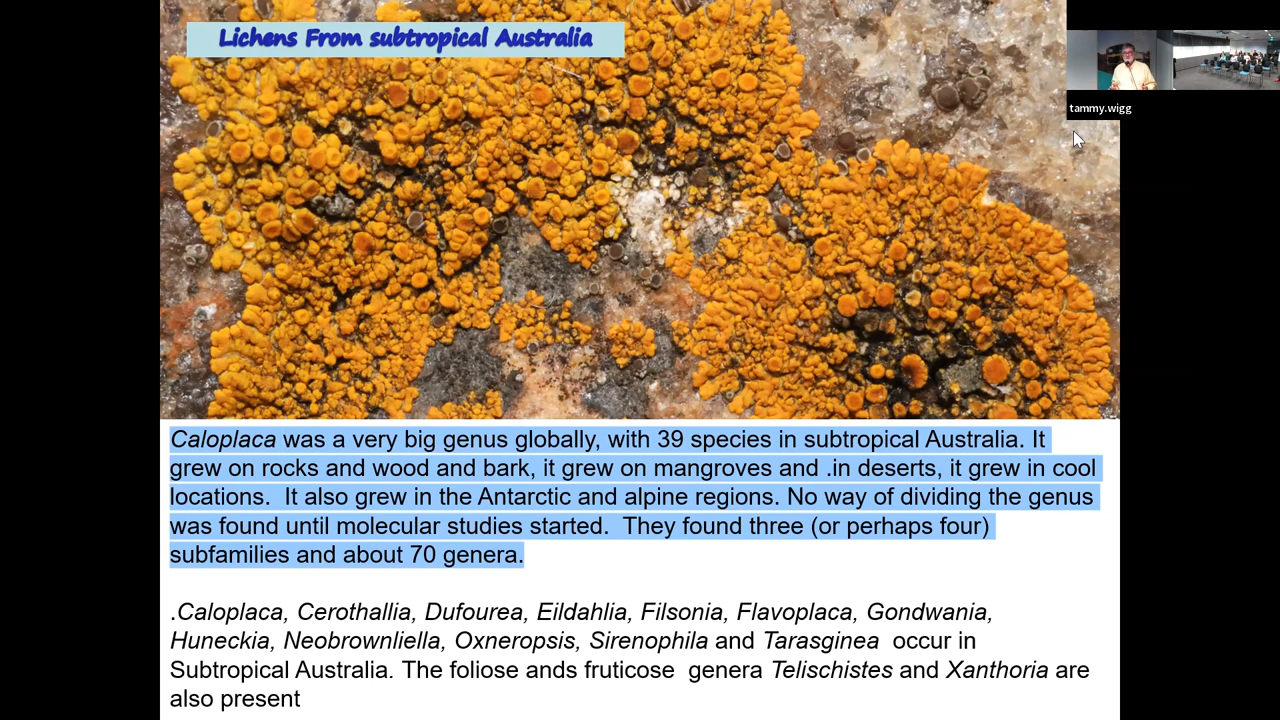 Lichens From subtropical Australia
tammy.wigg
Caloplaca was a very big genus globally, with 39 species in subtropical Australia. It
grew on rocks and wood and bark, it grew on mangroves and .in deserts, it grew in cool
locations.  It also grew in the Antarctic and alpine regions. No way of dividing the genus
was found until molecular studies started.  They found three (or perhaps four)
subfamilies and about 70 genera.
.Caloplaca, Cerothallia, Dufourea, Eildahlia, Filsonia, Flavoplaca, Gondwania,
Huneckia, Neobrownliella, Oxneropsis, Sirenophila and Tarasginea  occur in
Subtropical Australia. The foliose ands fruticose  genera Telischistes and Xanthoria are
also present